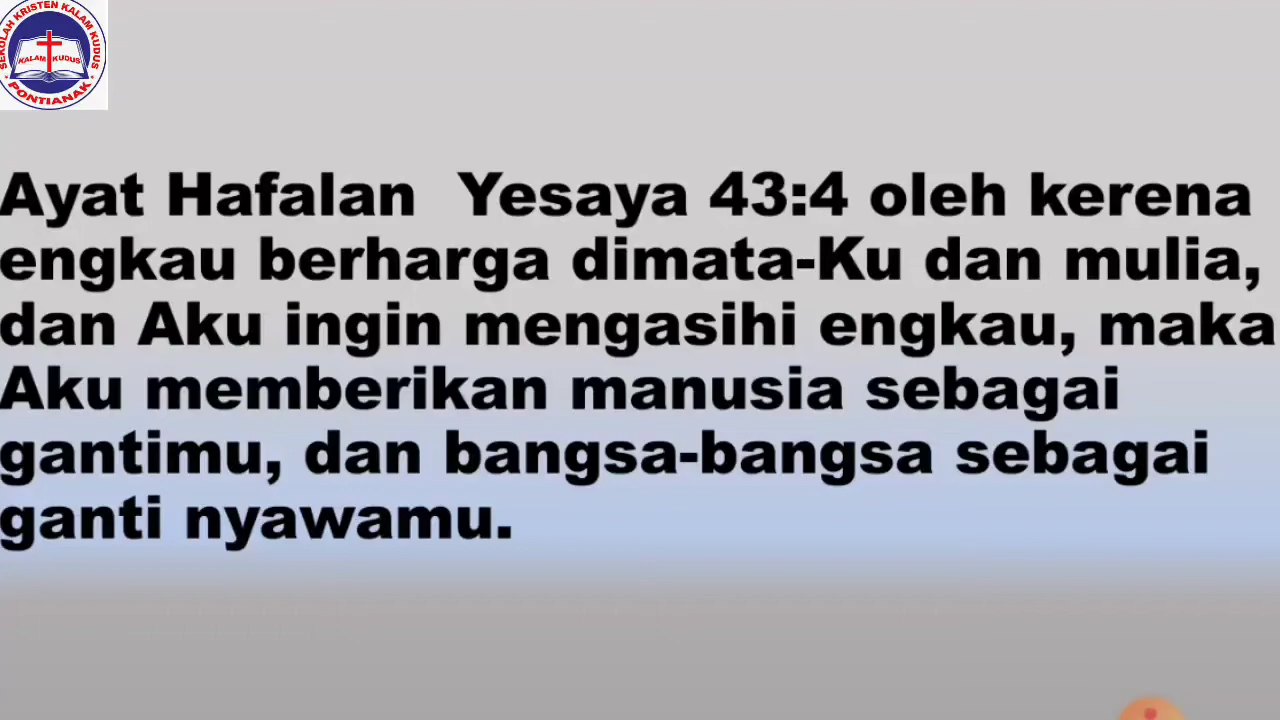 SEKOLAH KRISTEN KALAM KUDUS
KALAM KUDUS
PONTIANAK
Ayat Hafalan  Yesaya 43:4 oleh kerena
engkau berharga dimata-Ku dan mulia,
dan Aku ingin mengasihi engkau, maka
Aku memberikan manusia sebagai
gantimu, dan bangsa-bangsa sebagai
ganti nyawamu.